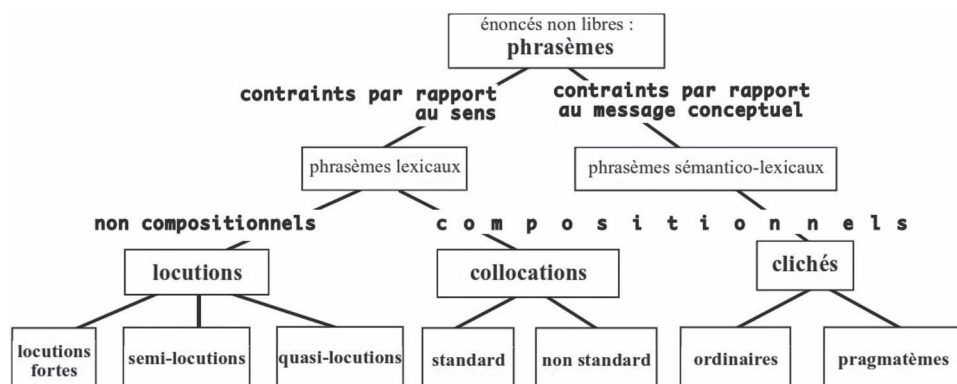 énoncés non libres :
phrasèmes
contraints par rapport
au sens
contraints par rapport
au message conceptuel
phrasèmes lexicaux
phrasèmes sémantico-lexicaux
non compositionnels
compositionnels
locutions
collocations
clichés
locutions
fortes
semi-locutions
quasi-locutions
standard
non standard
ordinaires
pragmatèmes